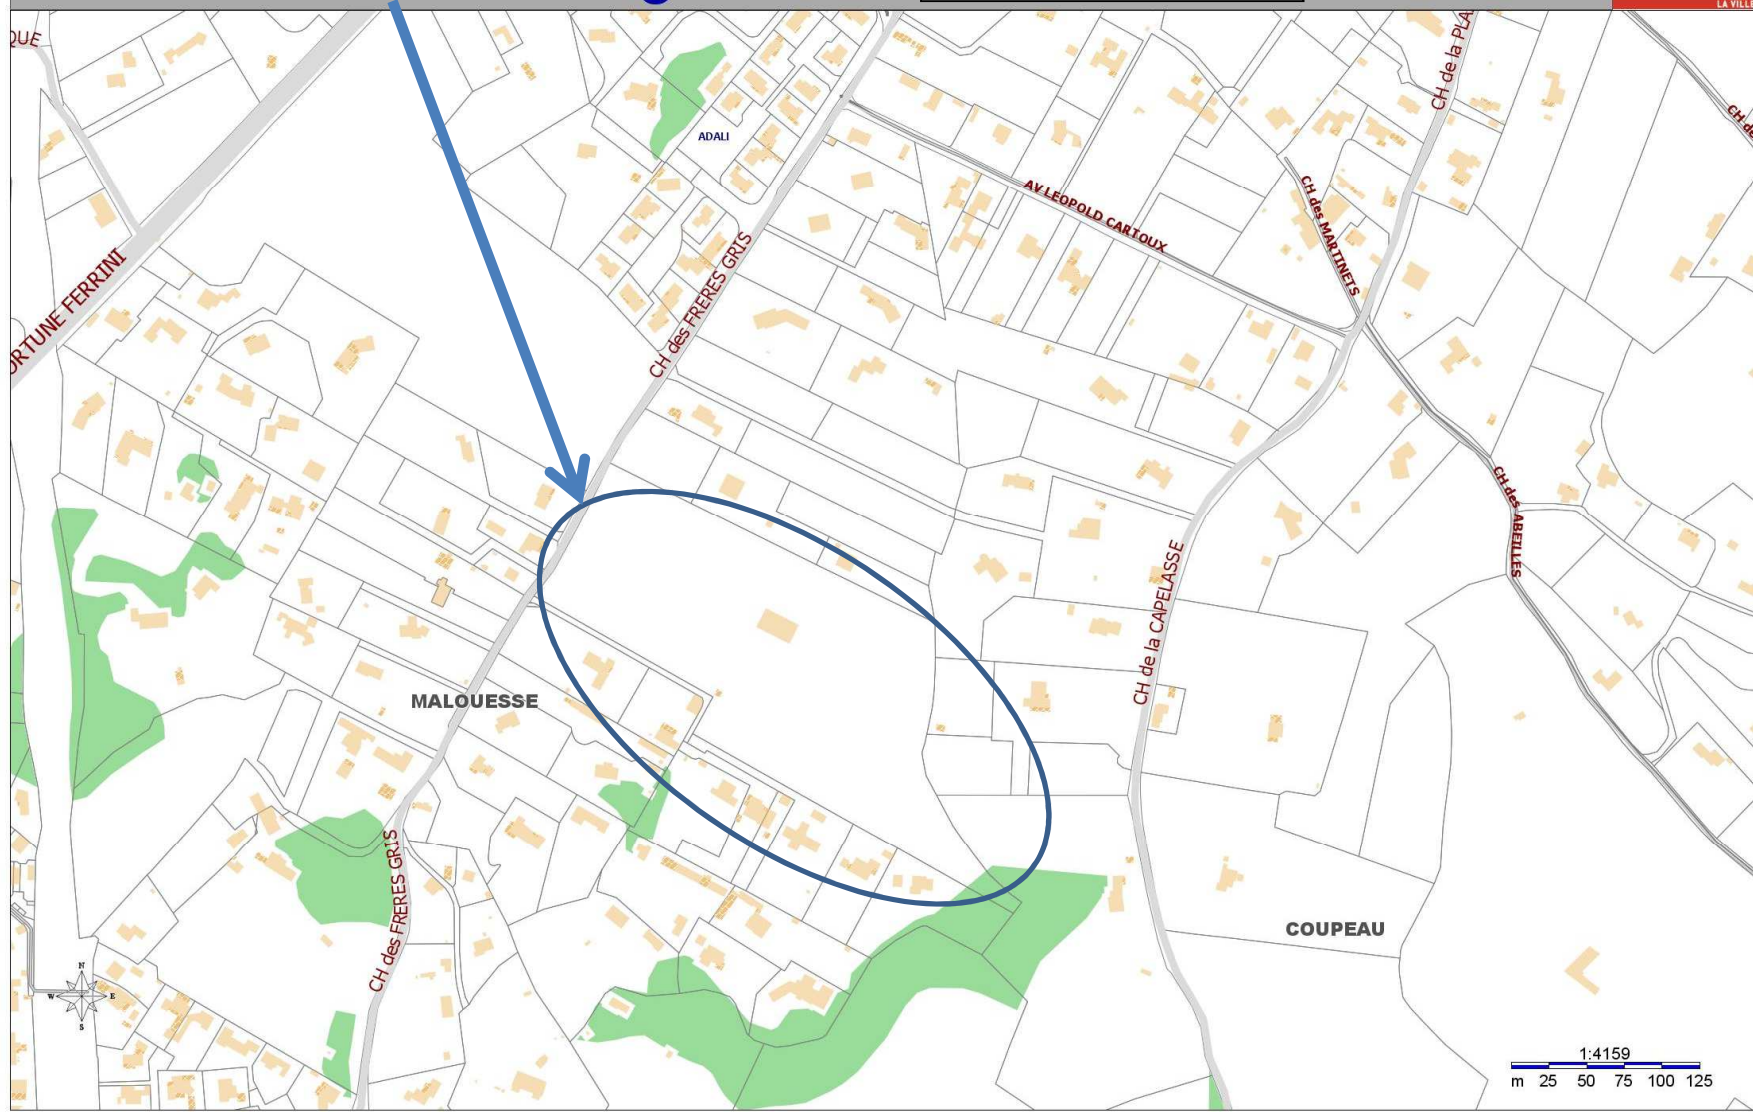 LA VILLE
QUE
CH de la PLA
CH de
ADALI
AV LEOPOLD CARTOUX
CH des MARTINETS
ORTUNE FERRINI
CH des FRERES GRIS
CH des ABEILLES
CH de la CAPELASSE
MALOUESSE
CH des FRERES GRIS
COUPEAU
N
W E
S
1:4159
m 25 50 75 100 125